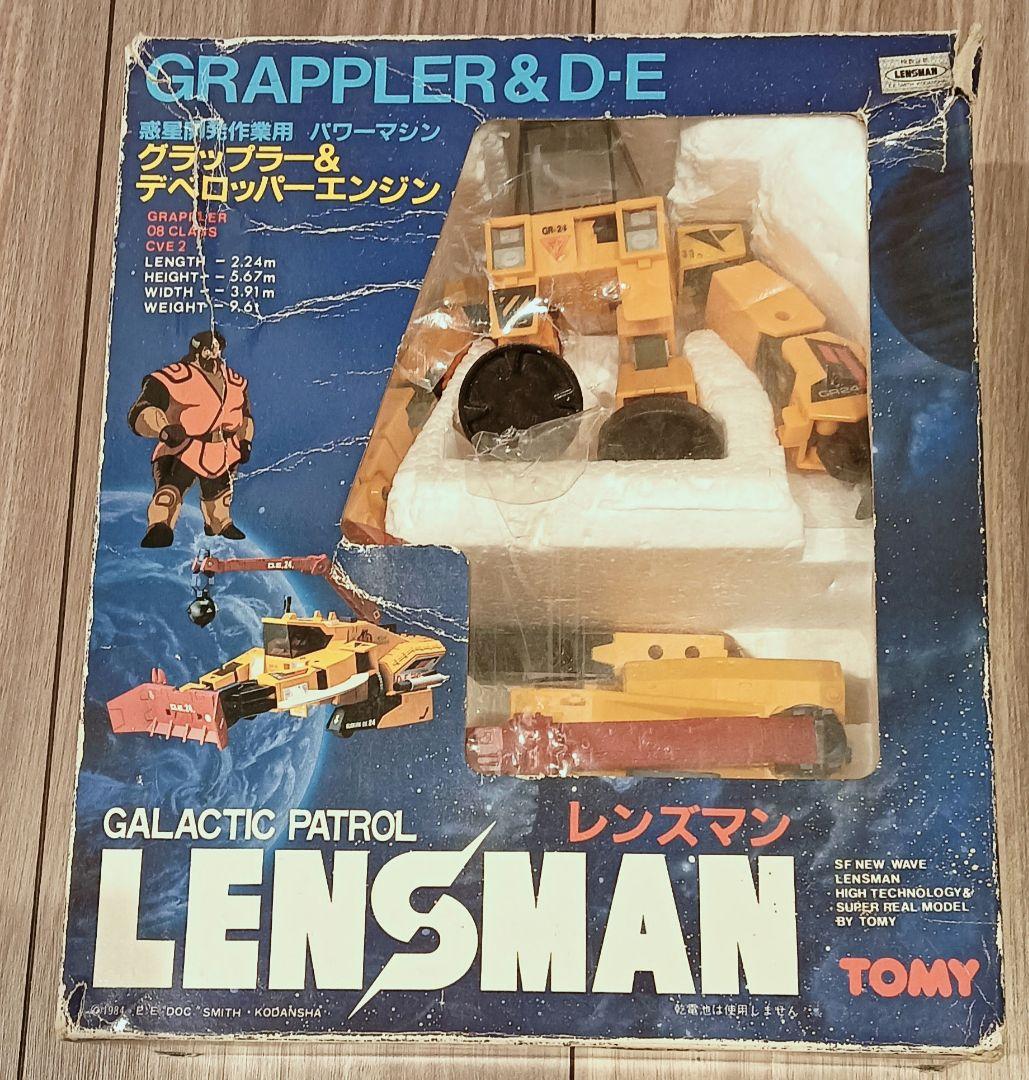 GRAPPLER&D-E
LENSMAN
惑星開発作業用 パワーマシン
グラップラー&
デベロッパーエンジン
GRAPPLER
08 CLASS
CVE 2
LENGTH - 2.24m
HEIGHT - 5.67m
WIDTH - 3.91m
WEIGHT - 9.6t
GR-24
GR24
D.E.24
D.E.24
24
GALACTIC PATROL
レンズマン
LENSMAN
SF NEW WAVE
LENSMAN
HIGH TECHNOLOGY&
SUPER REAL MODEL
BY TOMY
TOMY
©1984 E·E "DOC" SMITH · KODANSHA
乾電池は使用しません